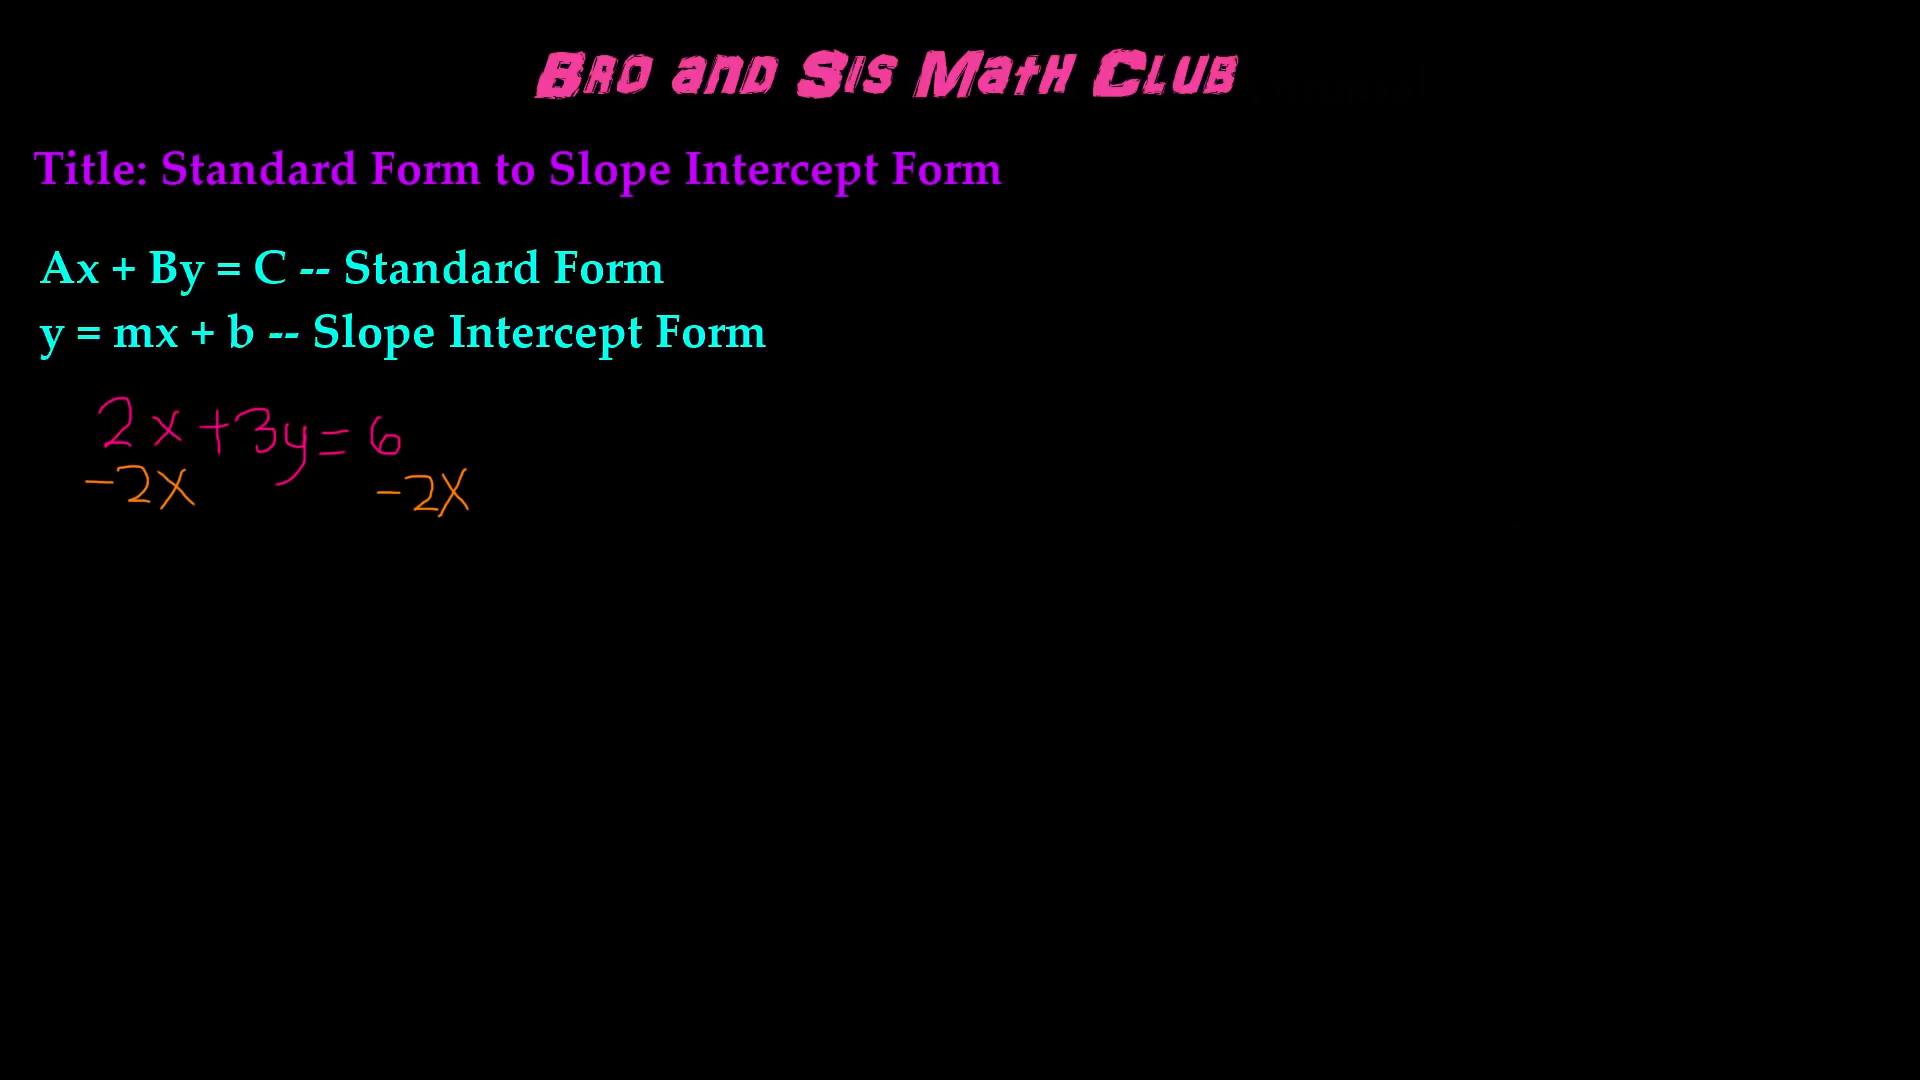 Bro and Sis Math Club
Title: Standard Form to Slope Intercept Form
Ax + By = C -- Standard Form
y = mx + b -- Slope Intercept Form
2x+3y=6
-2x -2x